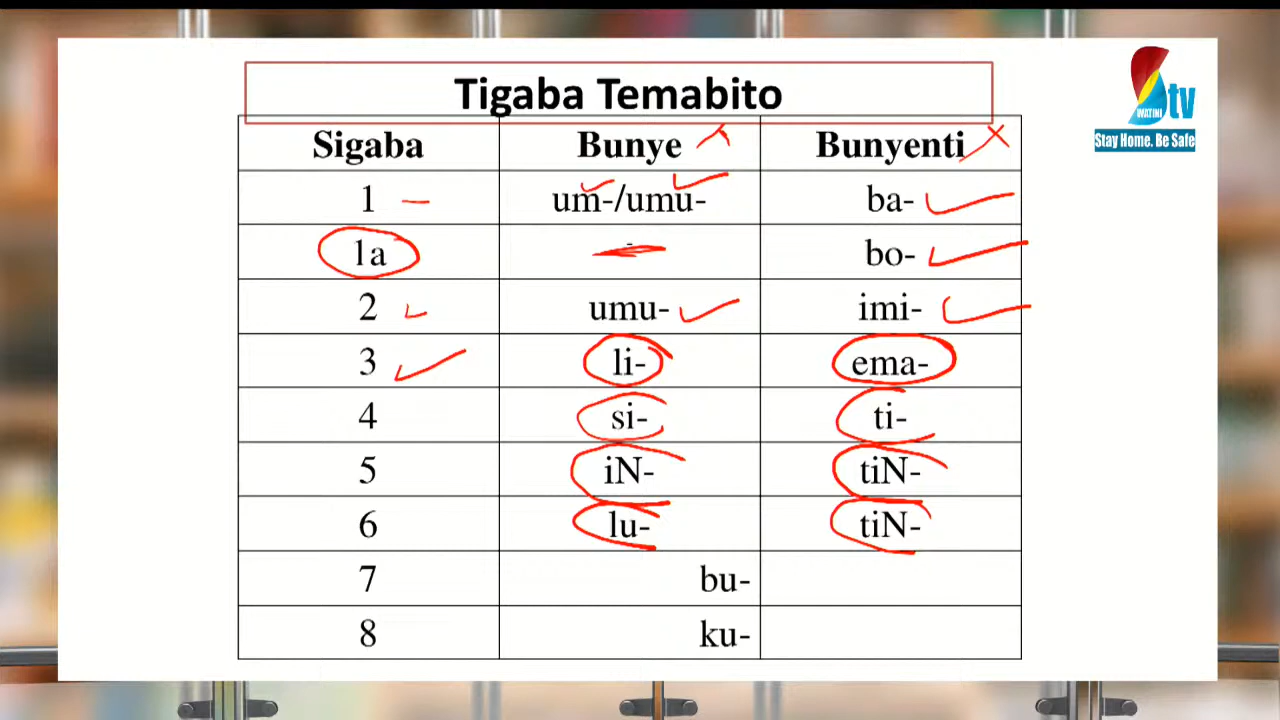 Tigaba Temabito
Sigaba Bunye Bunyenti
1 um-/umu- ba-
1a - bo-
2 umu- imi-
3 li- ema-
4 si- ti-
5 iN- tiN-
6 lu- tiN-
7 bu-
8 ku-
SWATINI
tv
Stay Home. Be Safe